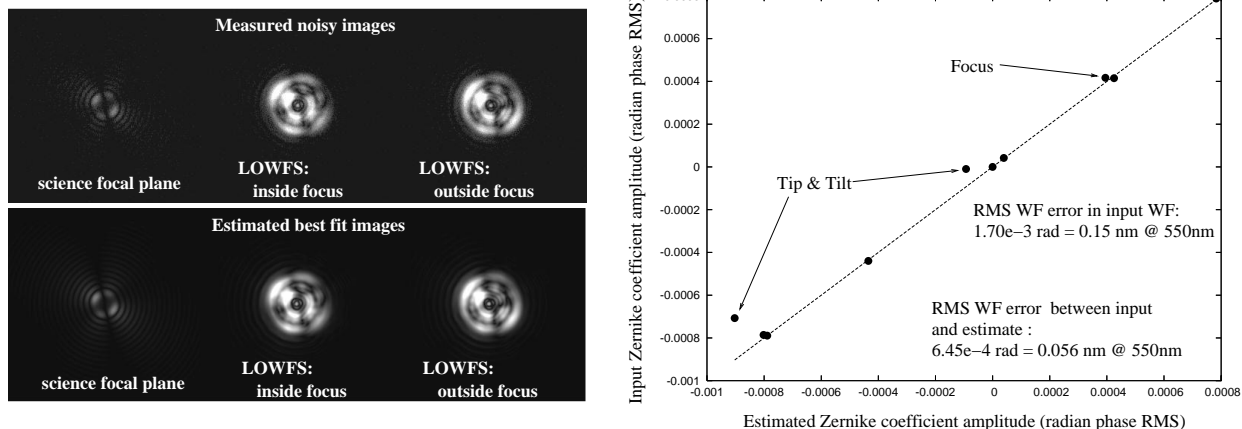 Measured noisy images
science focal plane
LOWFS:
inside focus
LOWFS:
outside focus
Estimated best fit images
science focal plane
LOWFS:
inside focus
LOWFS:
outside focus
Input Zernike coefficient amplitude (radian phase RMS)
0.0006
0.0004
0.0002
0
-0.0002
-0.0004
-0.0006
-0.0008
-0.001
Focus
Tip & Tilt
RMS WF error in input WF:
1.70e−3 rad = 0.15 nm @ 550nm
RMS WF error between input
and estimate :
6.45e−4 rad = 0.056 nm @ 550nm
-0.001 -0.0008 -0.0006 -0.0004 -0.0002 0 0.0002 0.0004 0.0006 0.0008
Estimated Zernike coefficient amplitude (radian phase RMS)